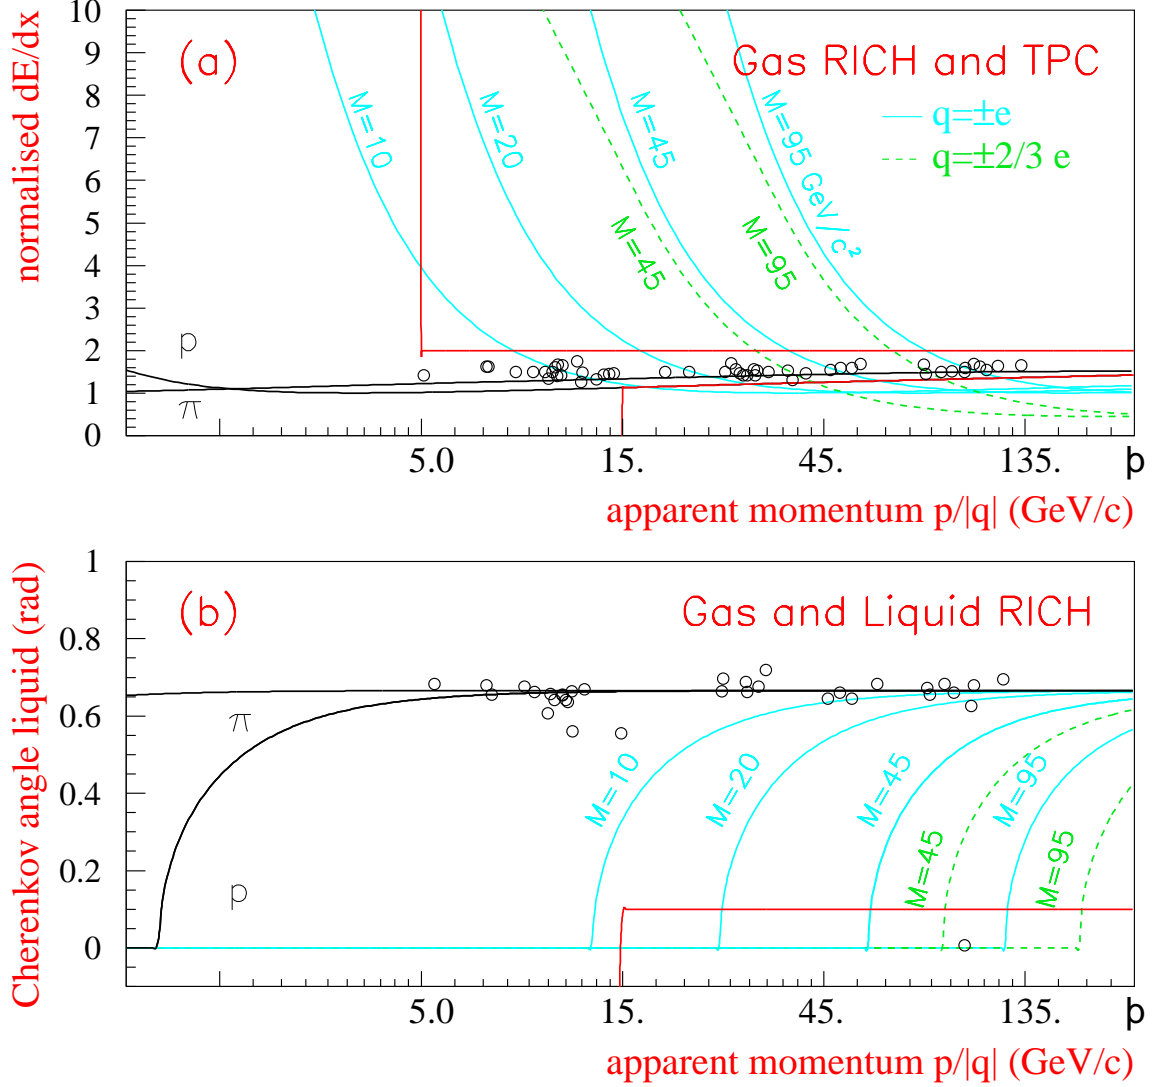 normalised dE/dx
10
9
8
7
6
5
4
3
2
1
0
(a)
Gas RICH and TPC
q=±e
q=±2/3 e
M=10
M=20
M=45
M=95 GeV/c²
M=45
M=95
p
π
5.0
15.
45.
135.
p
apparent momentum p/|q| (GeV/c)
Cherenkov angle liquid (rad)
1
0.8
0.6
0.4
0.2
0
(b)
Gas and Liquid RICH
π
p
M=10
M=20
M=45
M=95
M=45
M=95
5.0
15.
45.
135.
p
apparent momentum p/|q| (GeV/c)